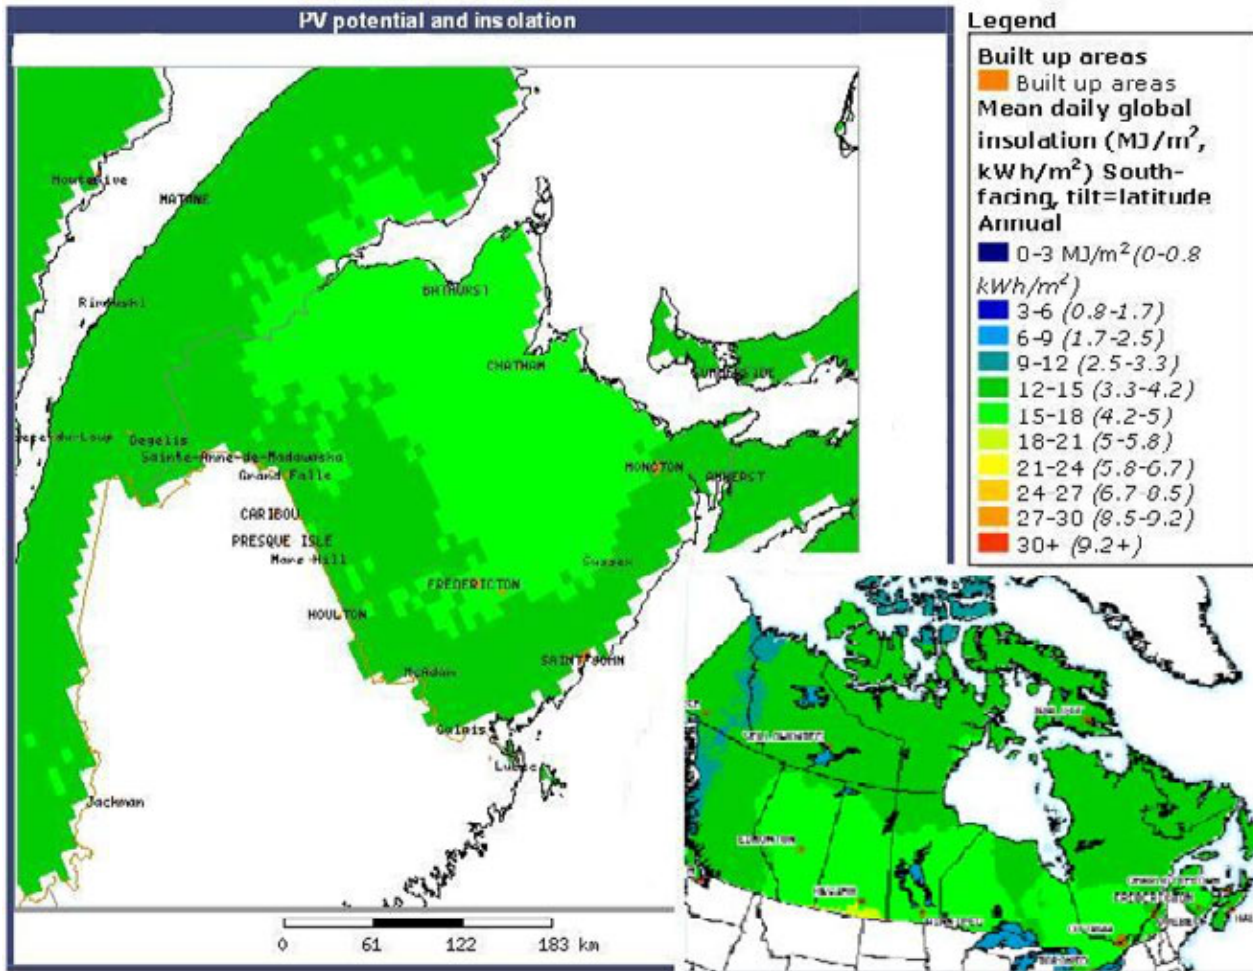 PV potential and insolation
Legend
Built up areas
Built up areas
Mean daily global
insolation (MJ/m²,
kWh/m²) South-
facing, tilt=latitude
Annual
0-3 MJ/m² (0-0.8
kWh/m²)
3-6 (0.8-1.7)
6-9 (1.7-2.5)
9-12 (2.5-3.3)
12-15 (3.3-4.2)
15-18 (4.2-5)
18-21 (5-5.8)
21-24 (5.8-6.7)
24-27 (6.7-8.5)
27-30 (8.5-9.2)
30+ (9.2+)
MATANE
Rimouski
BATHURST
CHATHAM
Degelis
Sainte-Anne-de-Madawaska
Grand Falls
MONCTON
AMHERST
CARIBOU
PRESQUE ISLE
Mars Hill
Sussex
FREDERICTON
HOULTON
SAINT JOHN
McAdam
Calais
Lubec
Jackman
EDMONTON
WINNIPEG
TORONTO
0 61 122 183 km